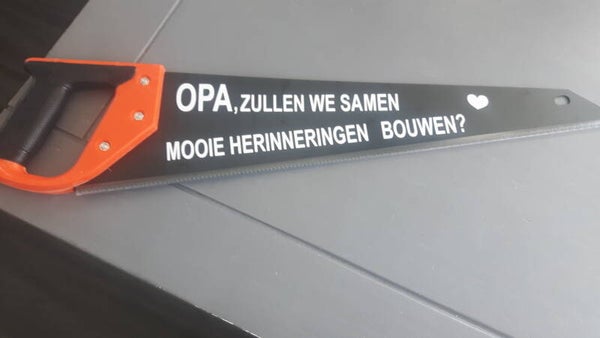 OPA, ZULLEN WE SAMEN
MOOIE HERINNERINGEN BOUWEN?